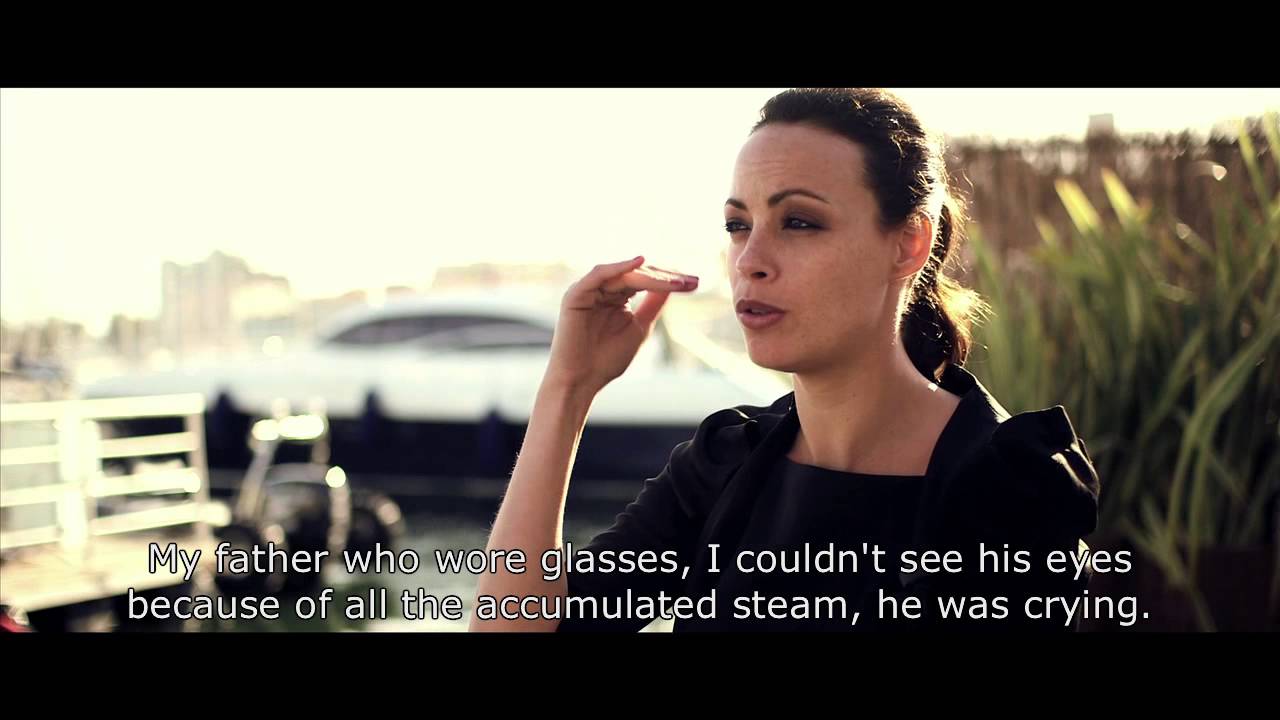 My father who wore glasses, I couldn't see his eyes
because of all the accumulated steam, he was crying.